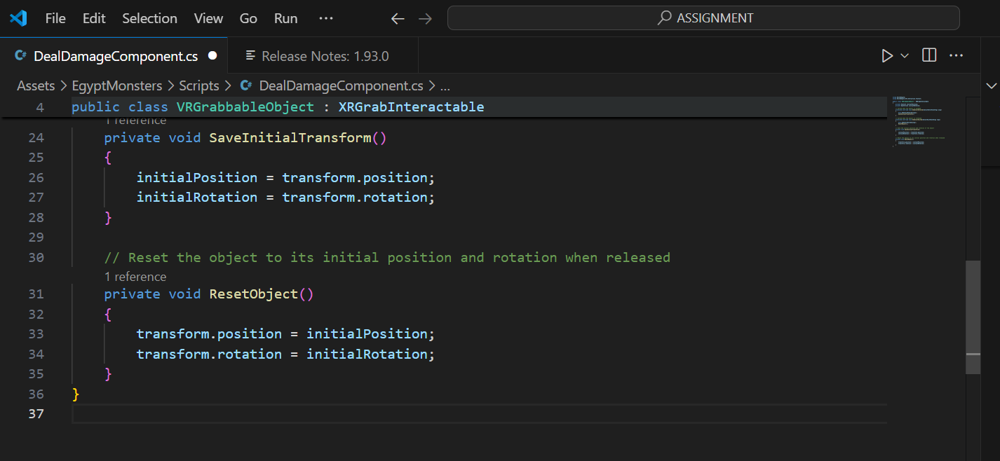 File Edit Selection View Go Run ··· ← → ASSIGNMENT
C# DealDamageComponent.cs ● Release Notes: 1.93.0
Assets > EgyptMonsters > Scripts > C# DealDamageComponent.cs > ...
4 public class VRGrabbableObject : XRGrabInteractable
1 reference
24 private void SaveInitialTransform()
25 {
26 initialPosition = transform.position;
27 initialRotation = transform.rotation;
28 }
29
30 // Reset the object to its initial position and rotation when released
1 reference
31 private void ResetObject()
32 {
33 transform.position = initialPosition;
34 transform.rotation = initialRotation;
35 }
36 }
37